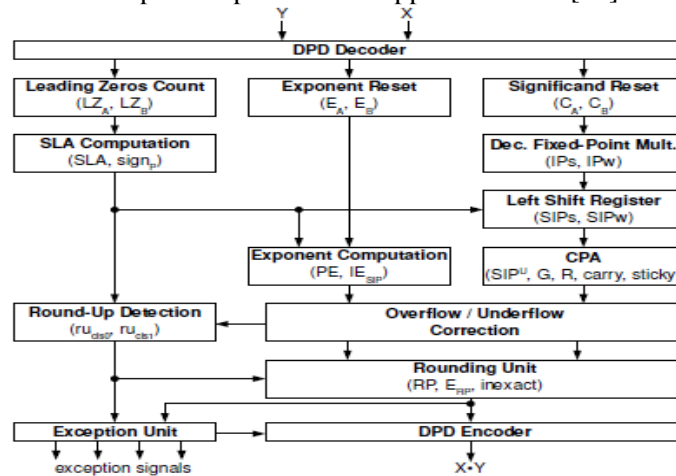 Y X
DPD Decoder
Leading Zeros Count
(LZA, LZB)
Exponent Reset
(EA, EB)
Significand Reset
(CA, CB)
SLA Computation
(SLA, signP)
Dec. Fixed-Point Mult.
(IPs, IPw)
Left Shift Register
(SIPs, SIPw)
Exponent Computation
(PE, IESIP)
CPA
(SIPU, G, R, carry, sticky)
Round-Up Detection
(rucls0, rucls1)
Overflow / Underflow
Correction
Rounding Unit
(RP, ERP, inexact)
Exception Unit
DPD Encoder
exception signals
X•Y